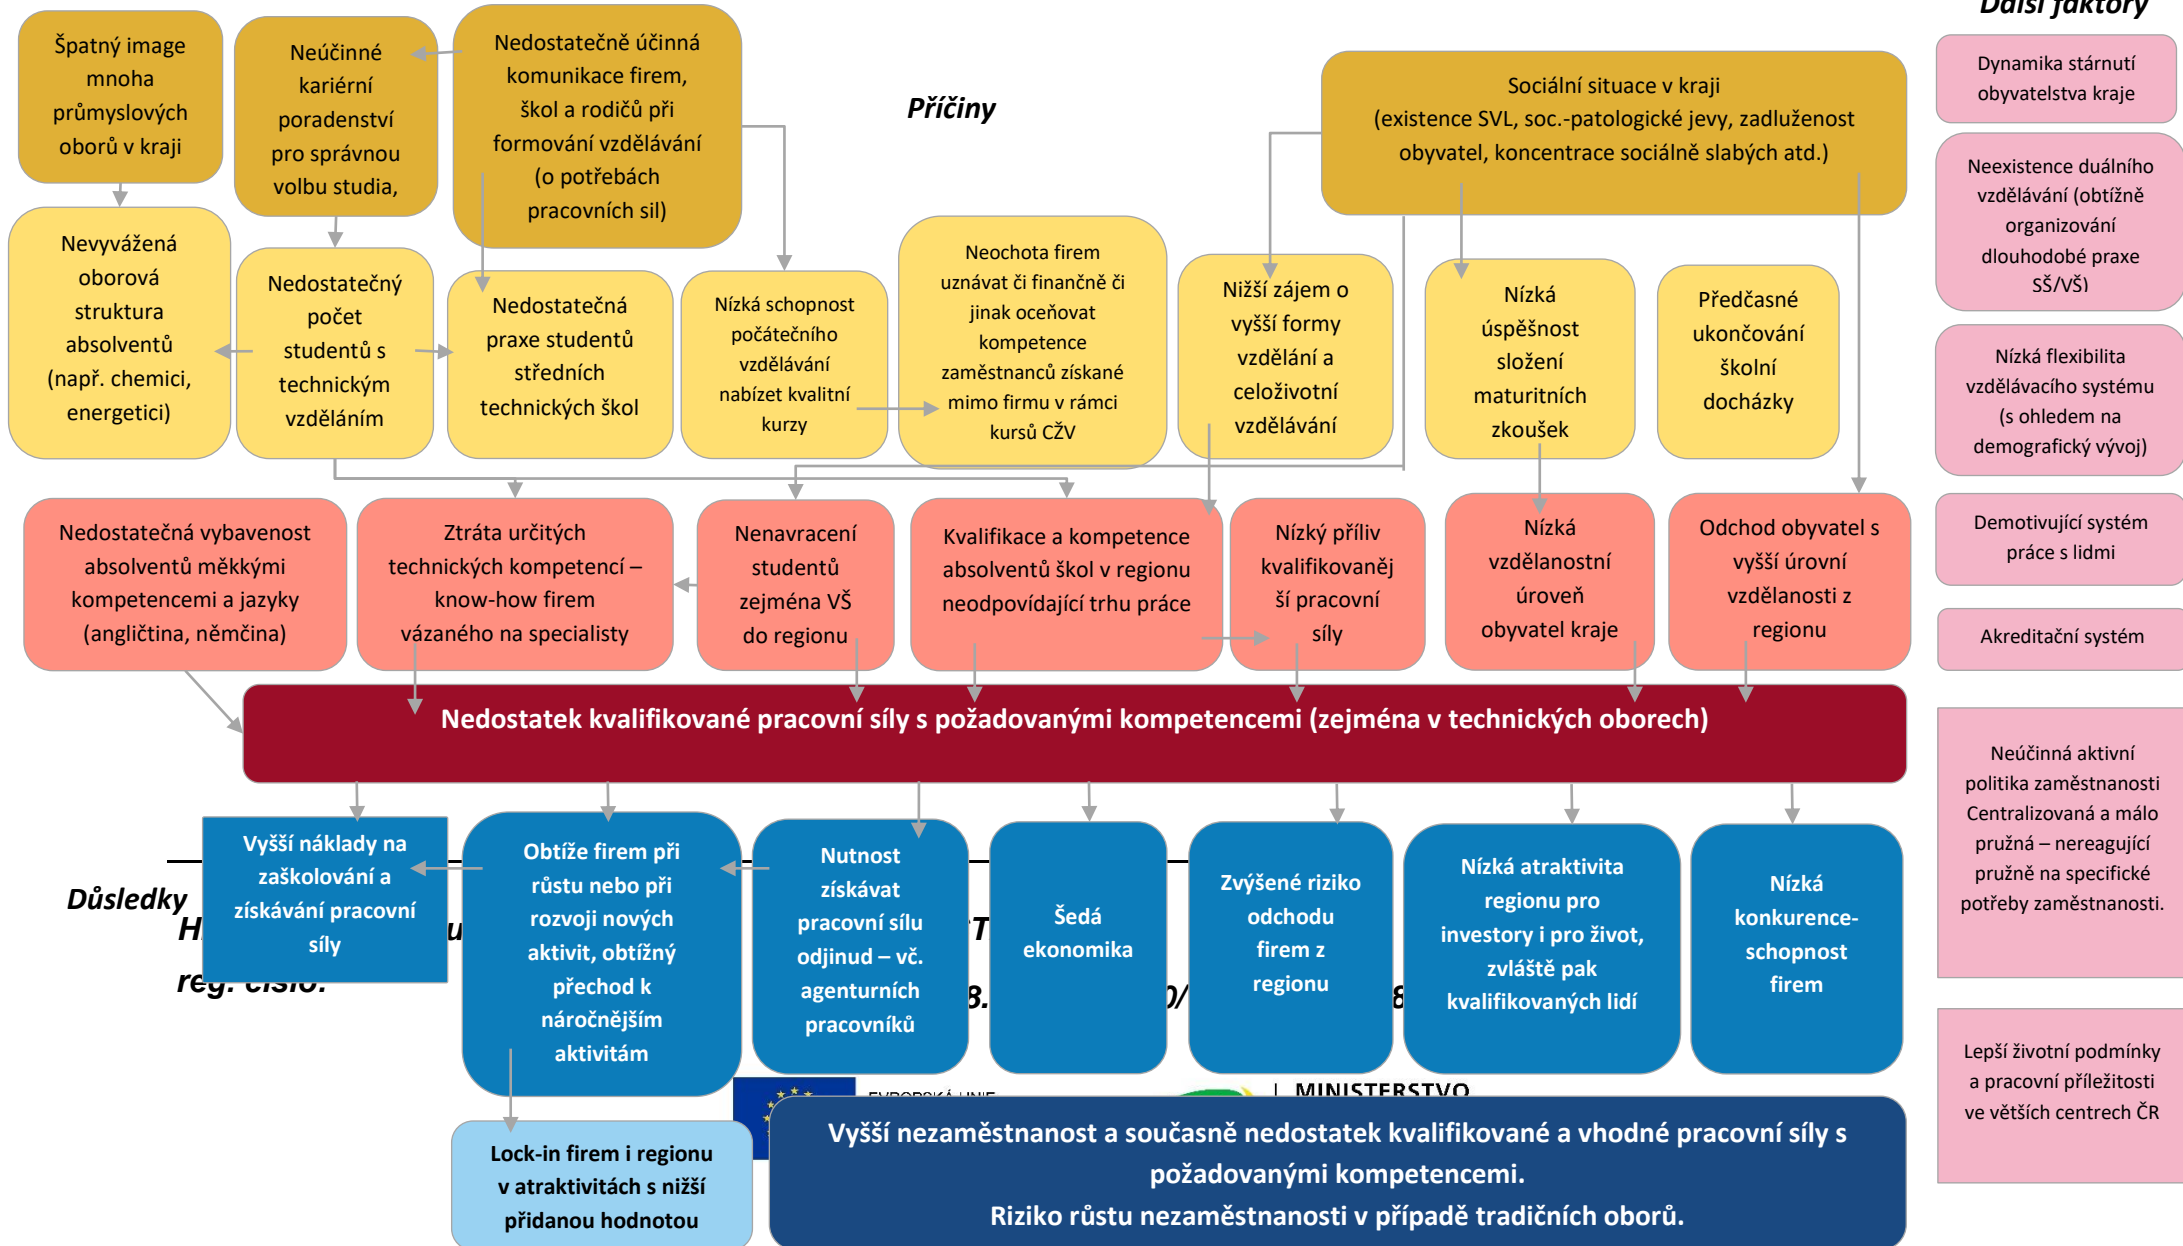 Další faktory
Špatný image
mnoha
průmyslových
oborů v kraji
Neúčinné
kariérní
poradenství
pro správnou
volbu studia,
Nedostatečně účinná
komunikace firem,
škol a rodičů při
formování vzdělávání
(o potřebách
pracovních sil)
Příčiny
Sociální situace v kraji
(existence SVL, soc.-patologické jevy, zadluženost
obyvatel, koncentrace sociálně slabých atd.)
Nevyvážená
oborová
struktura
absolventů
(např. chemici,
energetici)
Nedostatečný
počet
studentů s
technickým
vzděláním
Nedostatečná
praxe studentů
středních
technických škol
Nízká schopnost
počátečního
vzdělávání
nabízet kvalitní
kurzy
Neochota firem
uznávat či finančně či
jinak oceňovat
kompetence
zaměstnanců získané
mimo firmu v rámci
kursů CŽV
Nižší zájem o
vyšší formy
vzdělání a
celoživotní
vzdělávání
Nízká
úspěšnost
složení
maturitních
zkoušek
Předčasné
ukončování
školní
docházky
Nedostatečná vybavenost
absolventů měkkými
kompetencemi a jazyky
(angličtina, němčina)
Ztráta určitých
technických kompetencí –
know-how firem
vázaného na specialisty
Nenavracení
studentů
zejména VŠ
do regionu
Kvalifikace a kompetence
absolventů škol v regionu
neodpovídající trhu práce
Nízký příliv
kvalifikovaněj
ší pracovní
síly
Nízká
vzdělanostní
úroveň
obyvatel kraje
Odchod obyvatel s
vyšší úrovní
vzdělanosti z
regionu
Nedostatek kvalifikované pracovní síly s požadovanými kompetencemi (zejména v technických oborech)
Důsledky
reg. číslo:
Vyšší náklady na
zaškolování a
získávání pracovní
síly
Obtíže firem při
růstu nebo při
rozvoji nových
aktivit, obtížný
přechod k
náročnějším
aktivitám
Nutnost
získávat
pracovní sílu
odjinud – vč.
agenturních
pracovníků
Šedá
ekonomika
Zvýšené riziko
odchodu
firem z
regionu
Nízká atraktivita
regionu pro
investory i pro život,
zvláště pak
kvalifikovaných lidí
Nízká
konkurence-
schopnost
firem
EVROPSKÁ UNIE
MINISTERSTVO
Lock-in firem i regionu
v atraktivitách s nižší
přidanou hodnotou
Vyšší nezaměstnanost a současně nedostatek kvalifikované a vhodné pracovní síly s
požadovanými kompetencemi.
Riziko růstu nezaměstnanosti v případě tradičních oborů.
Dynamika stárnutí
obyvatelstva kraje
Neexistence duálního
vzdělávání (obtížně
organizování
dlouhodobé praxe
SŠ/VŠ)
Nízká flexibilita
vzdělávacího systému
(s ohledem na
demografický vývoj)
Demotivující systém
práce s lidmi
Akreditační systém
Neúčinná aktivní
politika zaměstnanosti
Centralizovaná a málo
pružná – nereagující
pružně na specifické
potřeby zaměstnanosti.
Lepší životní podmínky
a pracovní příležitosti
ve větších centrech ČR